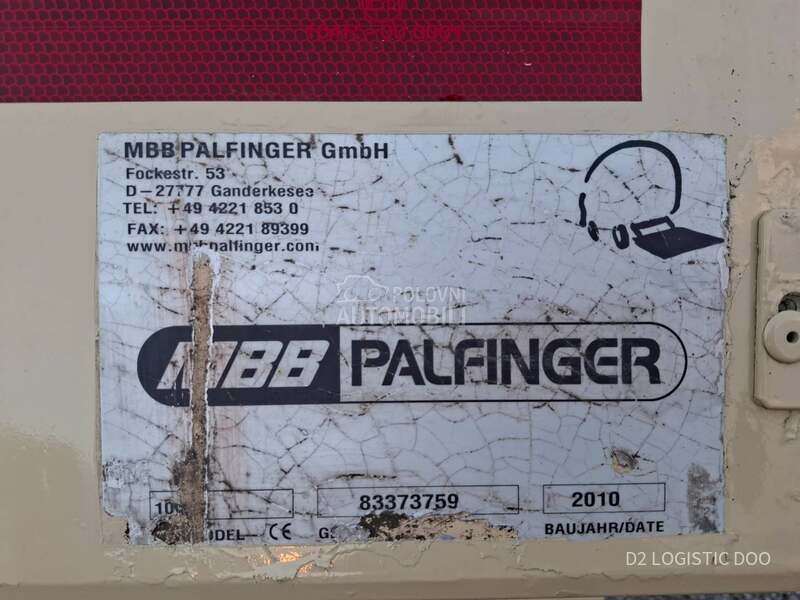 MBB PALFINGER GmbH
Fockestr. 53
D-27777 Ganderkesee
TEL: +49 4221 853 0
FAX: +49 4221 89399
www.mbbpalfinger.com
POLOVNI
AUTOMOBILI
MBB PALFINGER
83373759
2010
CE
BAUJAHR/DATE
D2 LOGISTIC DOO